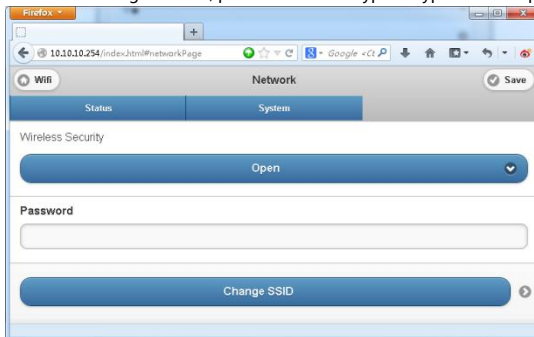 Firefox
10.10.10.254/index.html#networkPage
Google
Wifi
Network
Save
Status
System
Wireless Security
Open
Password
Change SSID